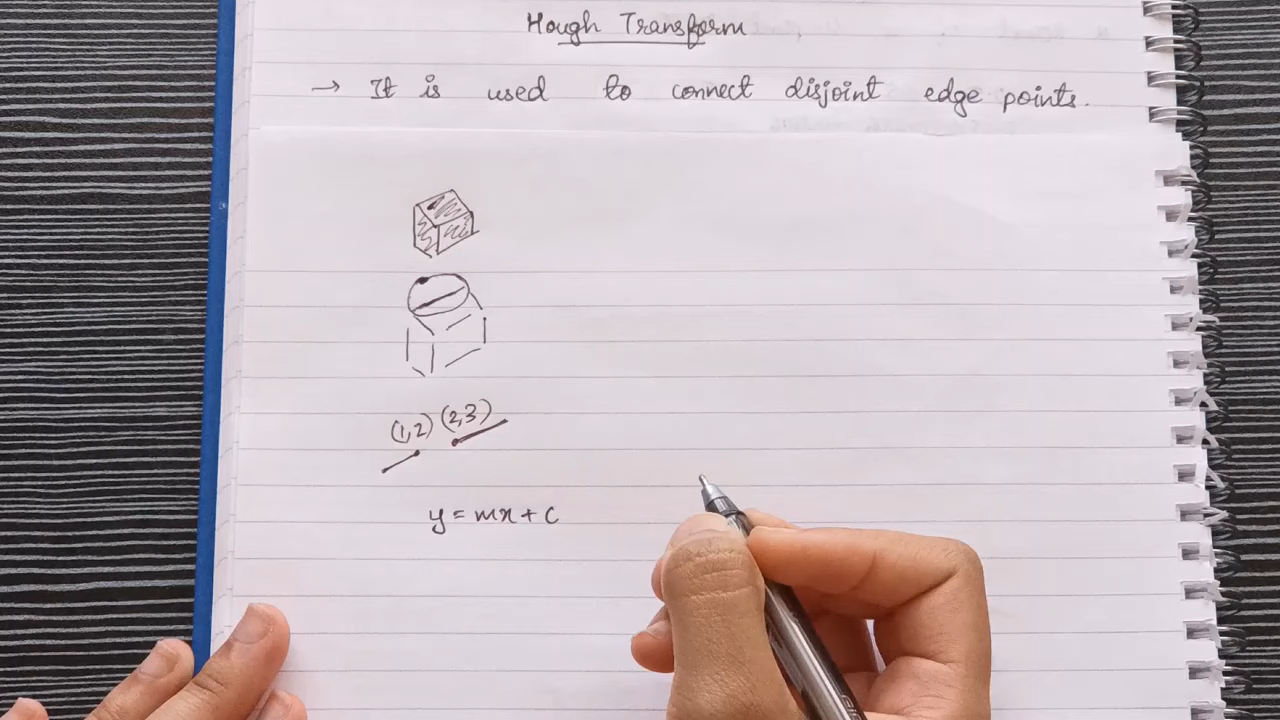 Hough Transform
→ It is used to connect disjoint edge points.
(1,2) (2,3)
y = mx + c